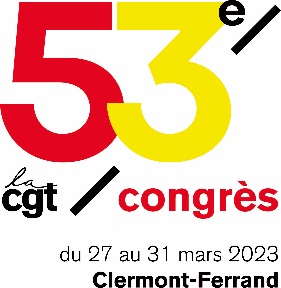 53e/
la
cgt/congrès
du 27 au 31 mars 2023
Clermont-Ferrand